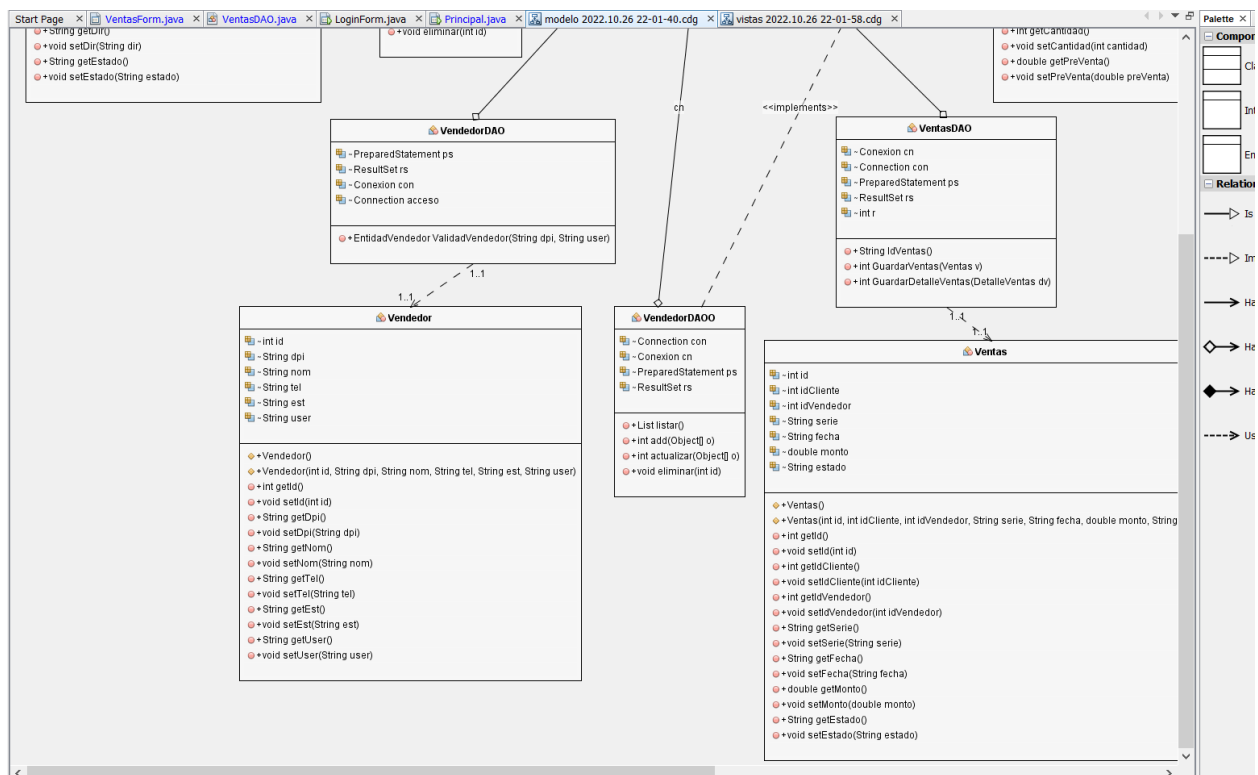 Start Page
VentasForm.java
VentasDAO.java
LoginForm.java
Principal.java
modelo 2022.10.26 22-01-40.cdg
vistas 2022.10.26 22-01-58.cdg
Palette
+String getDir()
+void setDir(String dir)
+String getEstado()
+void setEstado(String estado)
+void eliminar(int id)
+int getCantidad()
+void setCantidad(int cantidad)
+double getPreVenta()
+void setPreVenta(double preVenta)
cn
<<implements>>
VendedorDAO
~PreparedStatement ps
~ResultSet rs
~Conexion con
~Connection acceso
+EntidadVendedor ValidadVendedor(String dpi, String user)
1..1
1..1
VentasDAO
~Conexion cn
~Connection con
~PreparedStatement ps
~ResultSet rs
~int r
+String IdVentas()
+int GuardarVentas(Ventas v)
+int GuardarDetalleVentas(DetalleVentas dv)
1..1
1..1
Vendedor
~int id
~String dpi
~String nom
~String tel
~String est
~String user
+Vendedor()
+Vendedor(int id, String dpi, String nom, String tel, String est, String user)
+int getId()
+void setId(int id)
+String getDpi()
+void setDpi(String dpi)
+String getNom()
+void setNom(String nom)
+String getTel()
+void setTel(String tel)
+String getEst()
+void setEst(String est)
+String getUser()
+void setUser(String user)
VendedorDAOO
~Connection con
~Conexion cn
~PreparedStatement ps
~ResultSet rs
+List listar()
+int add(Object[] o)
+int actualizar(Object[] o)
+void eliminar(int id)
Ventas
~int id
~int idCliente
~int idVendedor
~String serie
~String fecha
~double monto
~String estado
+Ventas()
+Ventas(int id, int idCliente, int idVendedor, String serie, String fecha, double monto, String
+int getId()
+void setId(int id)
+int getIdCliente()
+void setIdCliente(int idCliente)
+int getIdVendedor()
+void setIdVendedor(int idVendedor)
+String getSerie()
+void setSerie(String serie)
+String getFecha()
+void setFecha(String fecha)
+double getMonto()
+void setMonto(double monto)
+String getEstado()
+void setEstado(String estado)
Compor
Cla
Int
En
Relation
Is
Im
Ha
Ha
Ha
Us